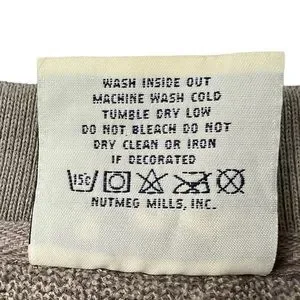 WASH INSIDE OUT
MACHINE WASH COLD
TUMBLE DRY LOW
DO NOT BLEACH DO NOT
DRY CLEAN OR IRON
IF DECORATED
15c
NUTMEG MILLS, INC.